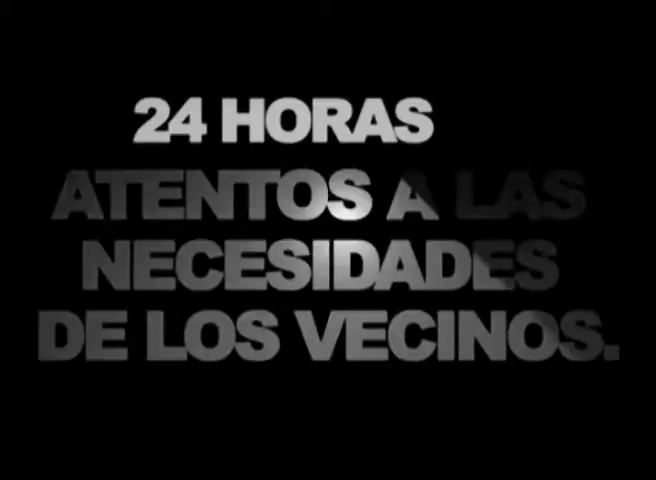 24 HORAS
ATENTOS A LAS
NECESIDADES
DE LOS VECINOS.